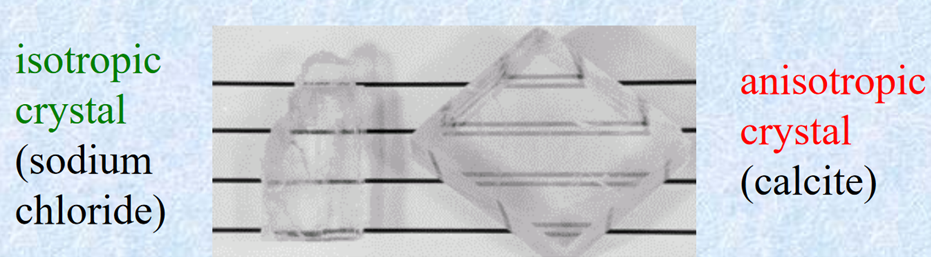 isotropic
crystal
(sodium
chloride)
anisotropic
crystal
(calcite)